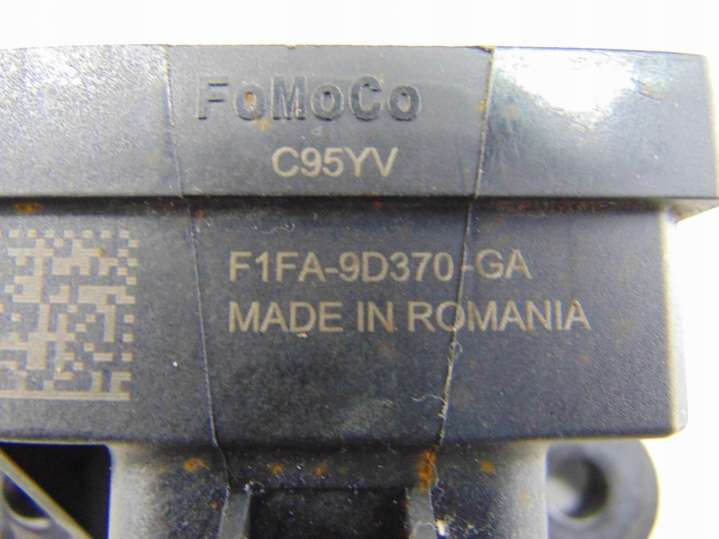 FoMoCo
C95YV
F1FA-9D370-GA
MADE IN ROMANIA